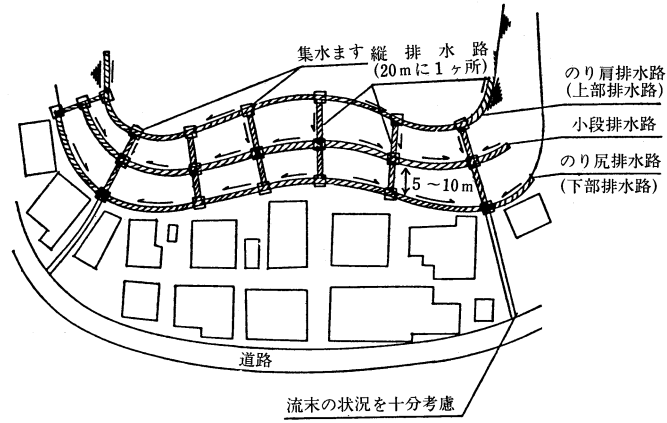 集水ます
縦排水路
(20mに1ヶ所)
のり肩排水路
(上部排水路)
小段排水路
のり尻排水路
(下部排水路)
5～10m
道路
流末の状況を十分考慮